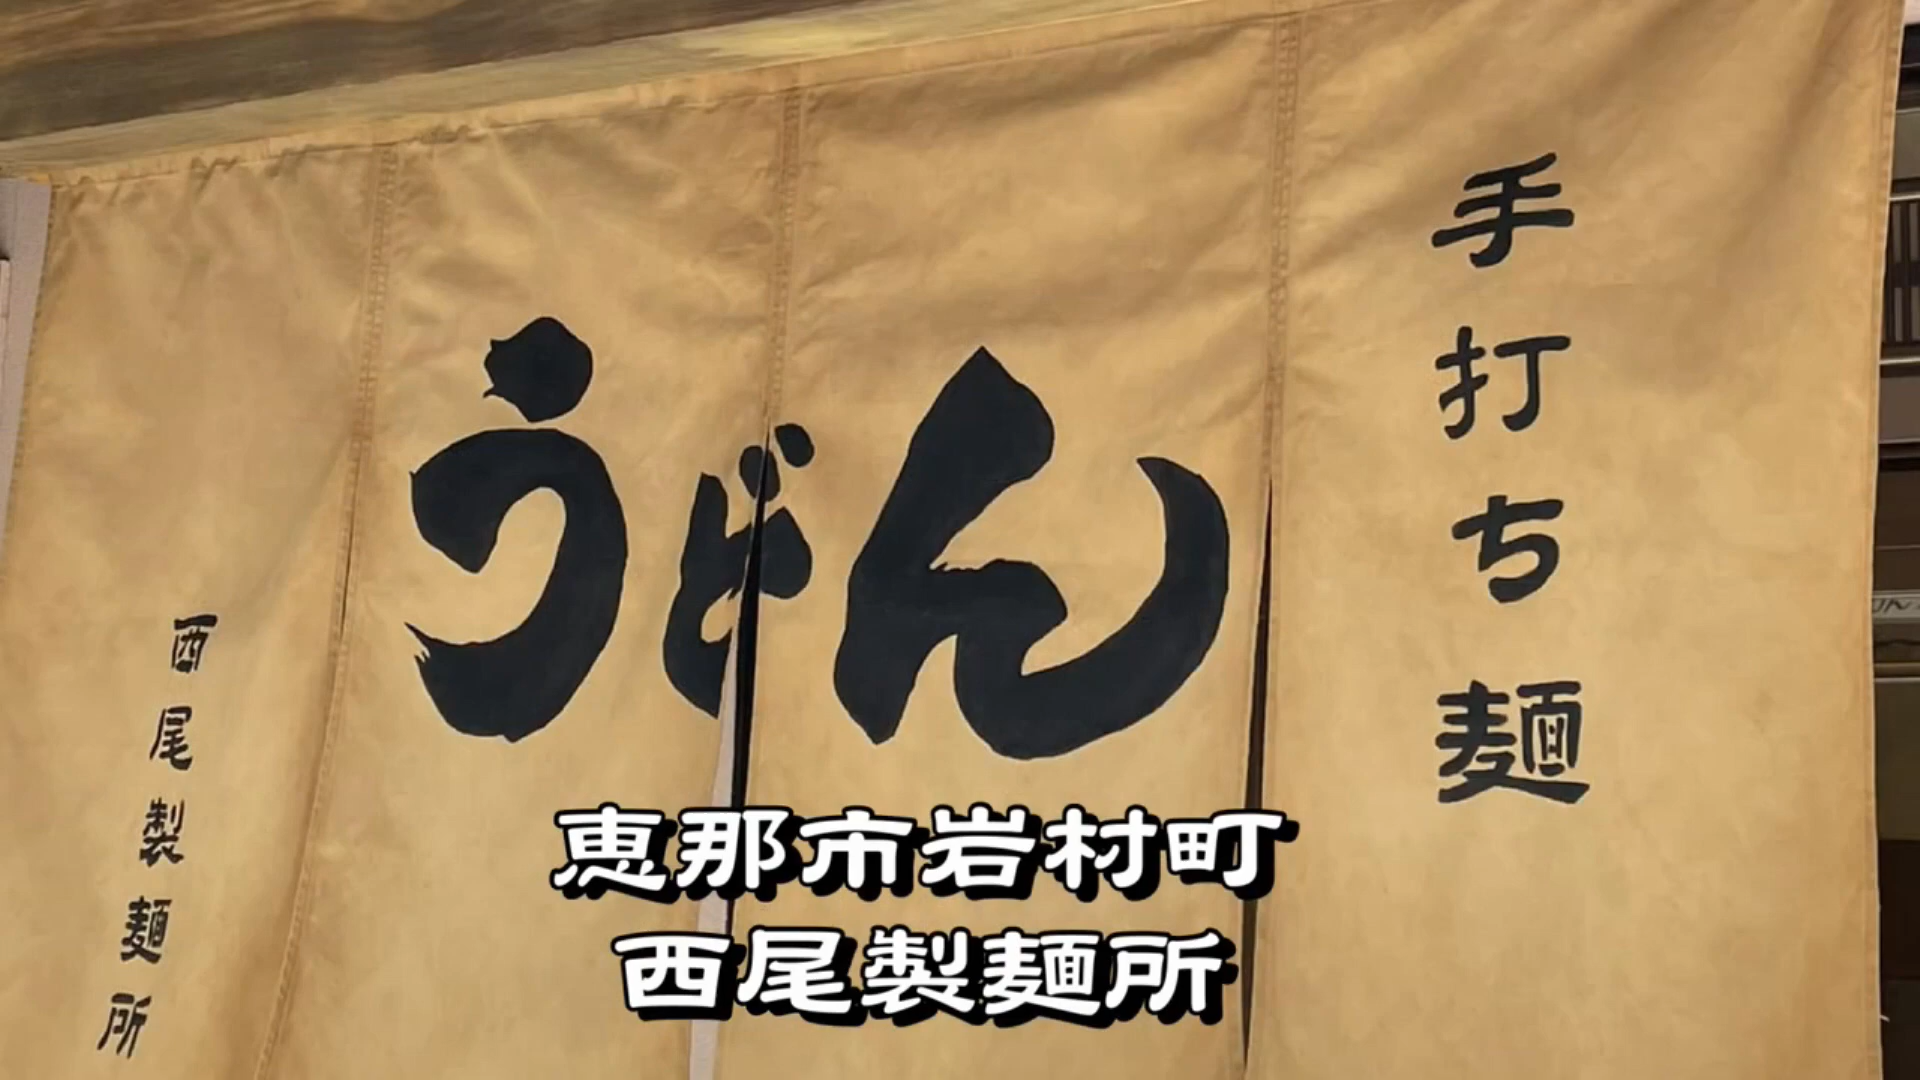 手打ち麺
うどん
西尾製麺所
恵那市岩村町
西尾製麺所